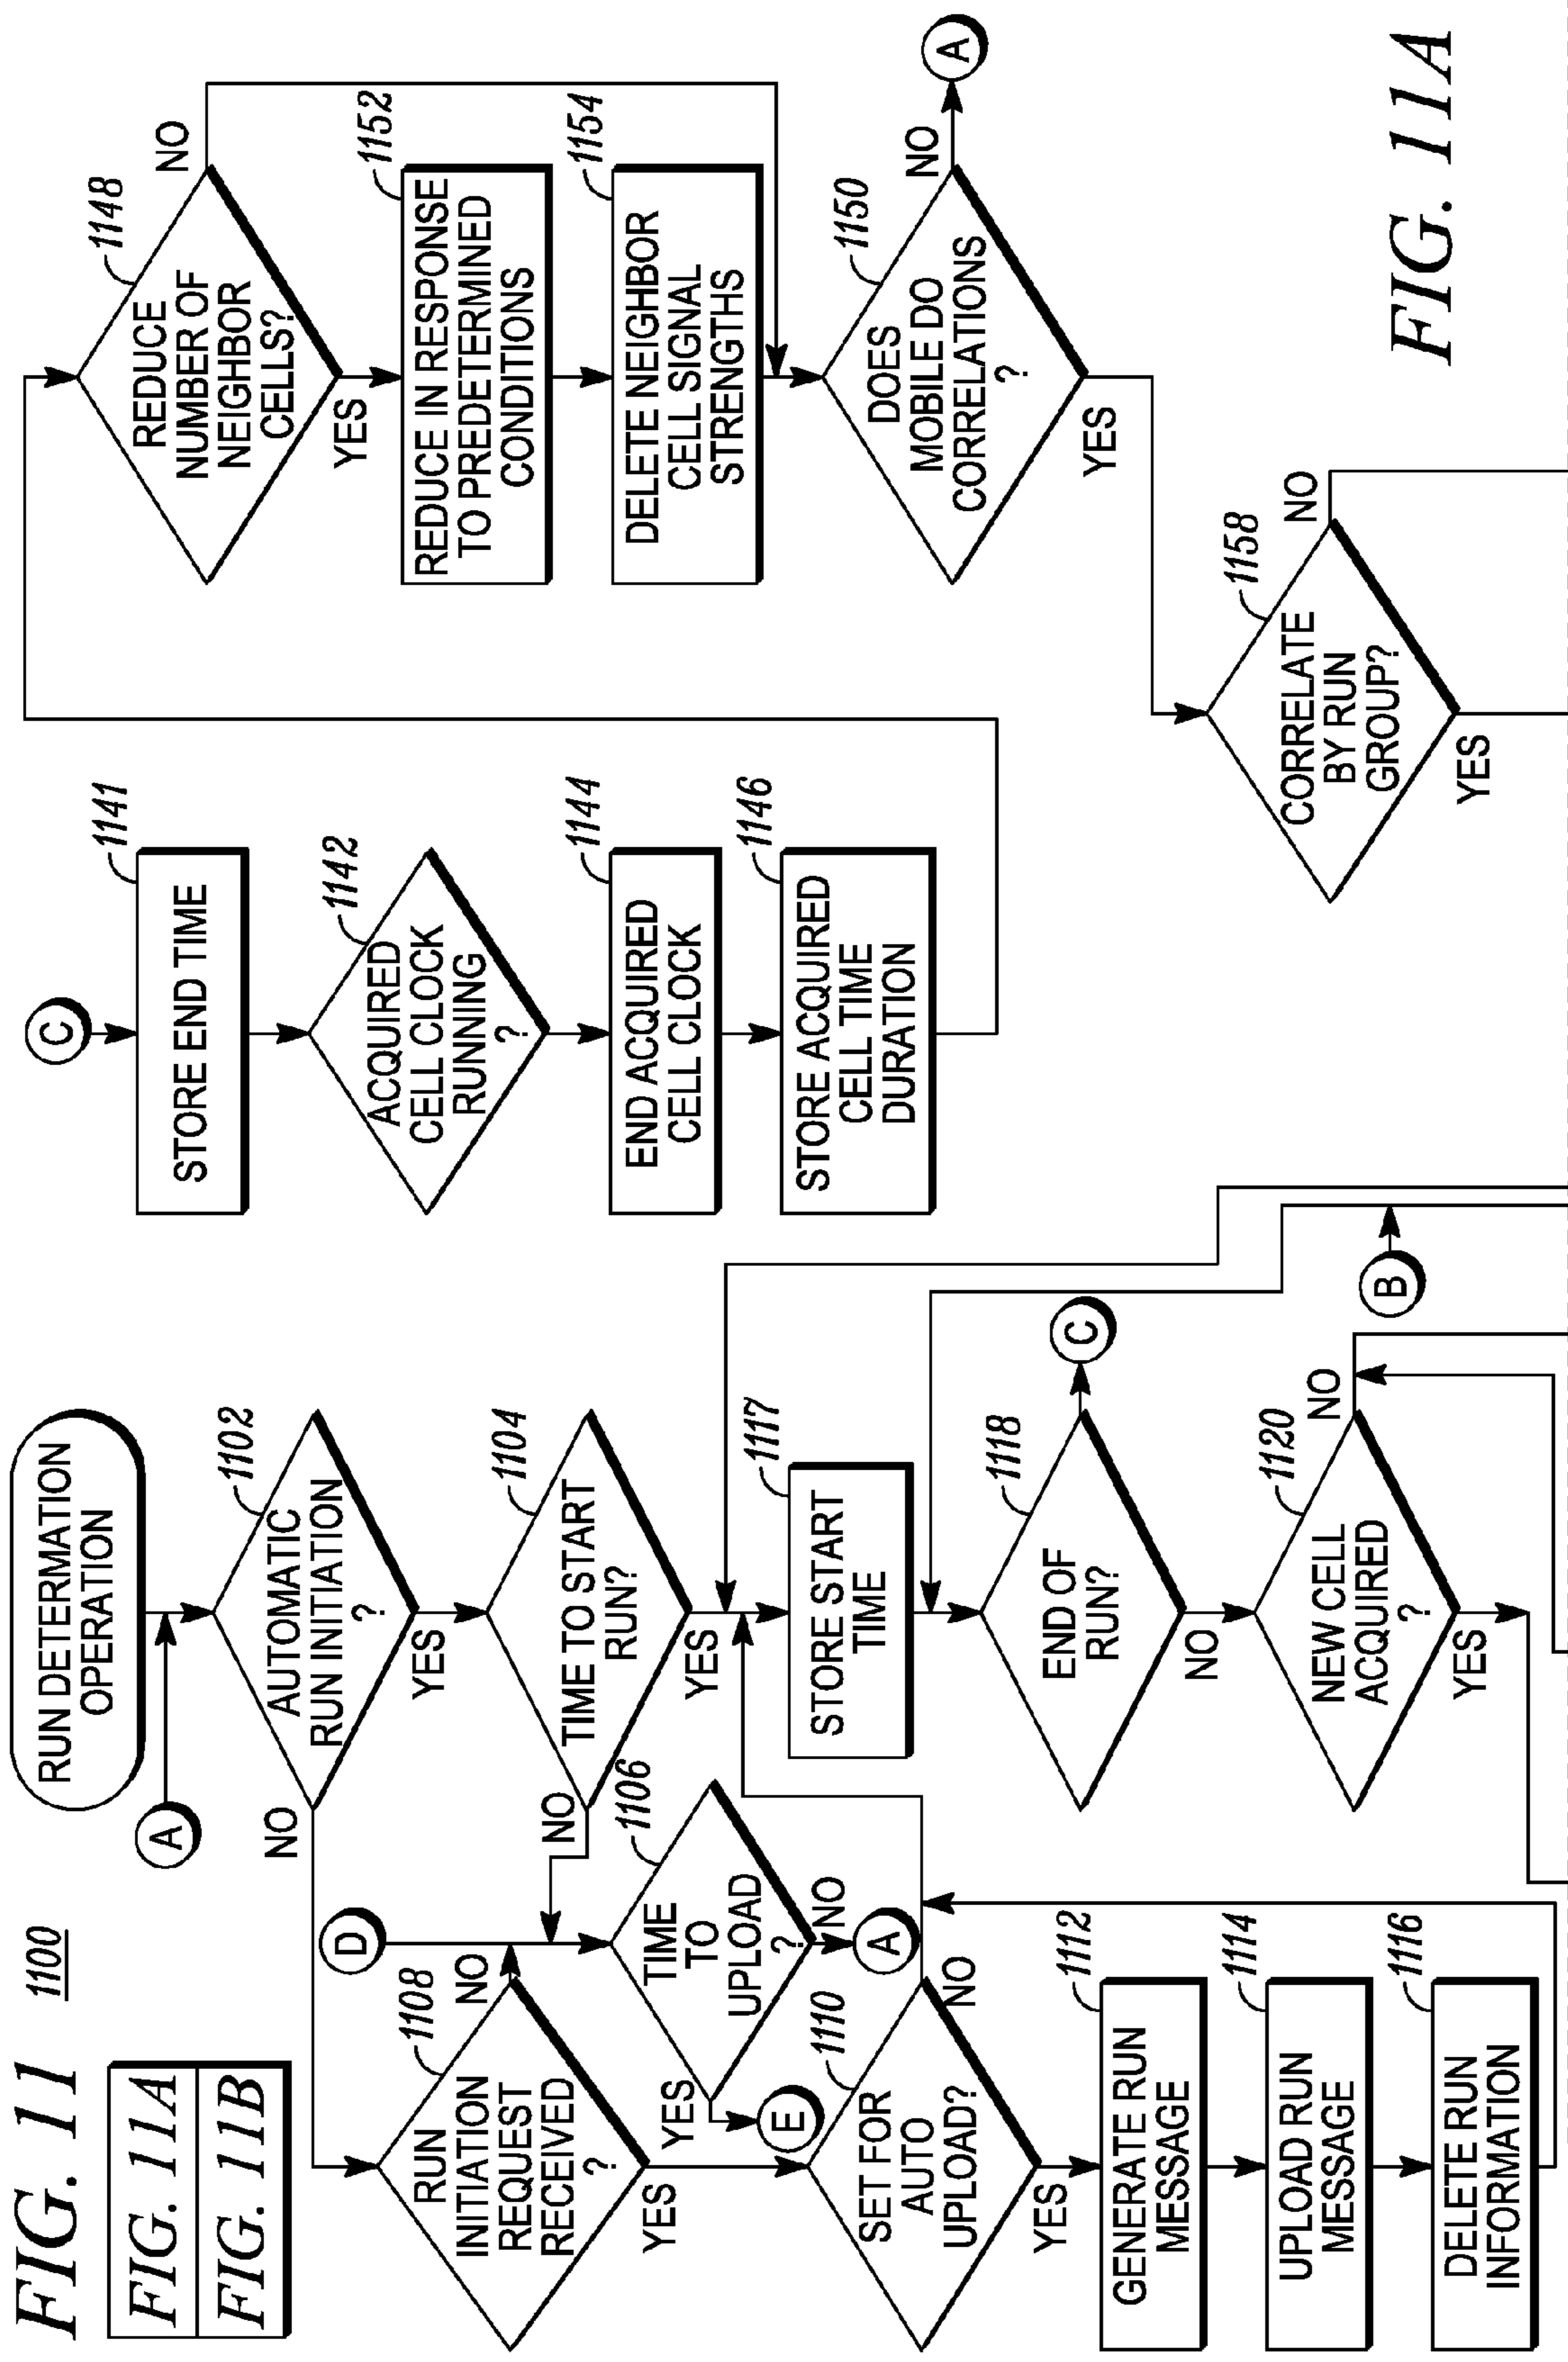 FIG. 11
1100
FIG. 11A
FIG. 11B
RUN DETERMATION
OPERATION
A
1102
AUTOMATIC
RUN INITIATION
?
NO
YES
1104
TIME TO START
RUN?
NO
YES
D
1108
RUN
INITIATION
REQUEST
RECEIVED
?
NO
YES
1106
TIME
TO
UPLOAD
?
YES
NO
E
A
1110
SET FOR
AUTO
UPLOAD?
NO
YES
1112
GENERATE RUN
MESSAGE
1114
UPLOAD RUN
MESSAGE
1116
DELETE RUN
INFORMATION
1117
STORE START
TIME
1118
END OF
RUN?
C
NO
1120
NEW CELL
ACQUIRED
?
NO
YES
B
C
1141
STORE END TIME
1142
ACQUIRED
CELL CLOCK
RUNNING
?
1144
END ACQUIRED
CELL CLOCK
1146
STORE ACQUIRED
CELL TIME
DURATION
1148
REDUCE
NUMBER OF
NEIGHBOR
CELLS?
NO
YES
1152
REDUCE IN RESPONSE
TO PREDETERMINED
CONDITIONS
1154
DELETE NEIGHBOR
CELL SIGNAL
STRENGTHS
1150
DOES
MOBILE DO
CORRELATIONS
?
NO
A
YES
1158
CORRELATE
BY RUN
GROUP?
NO
YES
FIG. 11A